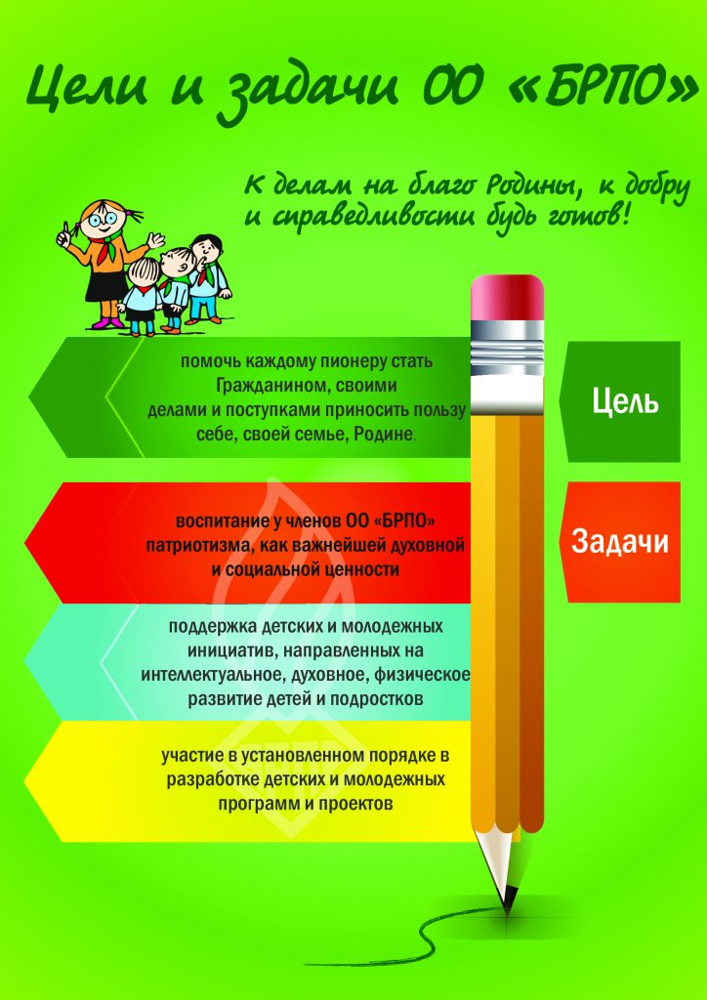 Цели и задачи ОО «БРПО»
К делам на благо Родины, к добру
и справедливости будь готов!
помочь каждому пионеру стать
Гражданином, своими
делами и поступками приносить пользу
себе, своей семье, Родине.
Цель
воспитание у членов ОО «БРПО»
патриотизма, как важнейшей духовной
и социальной ценности
Задачи
поддержка детских и молодежных
инициатив, направленных на
интеллектуальное, духовное, физическое
развитие детей и подростков
участие в установленном порядке в
разработке детских и молодежных
программ и проектов